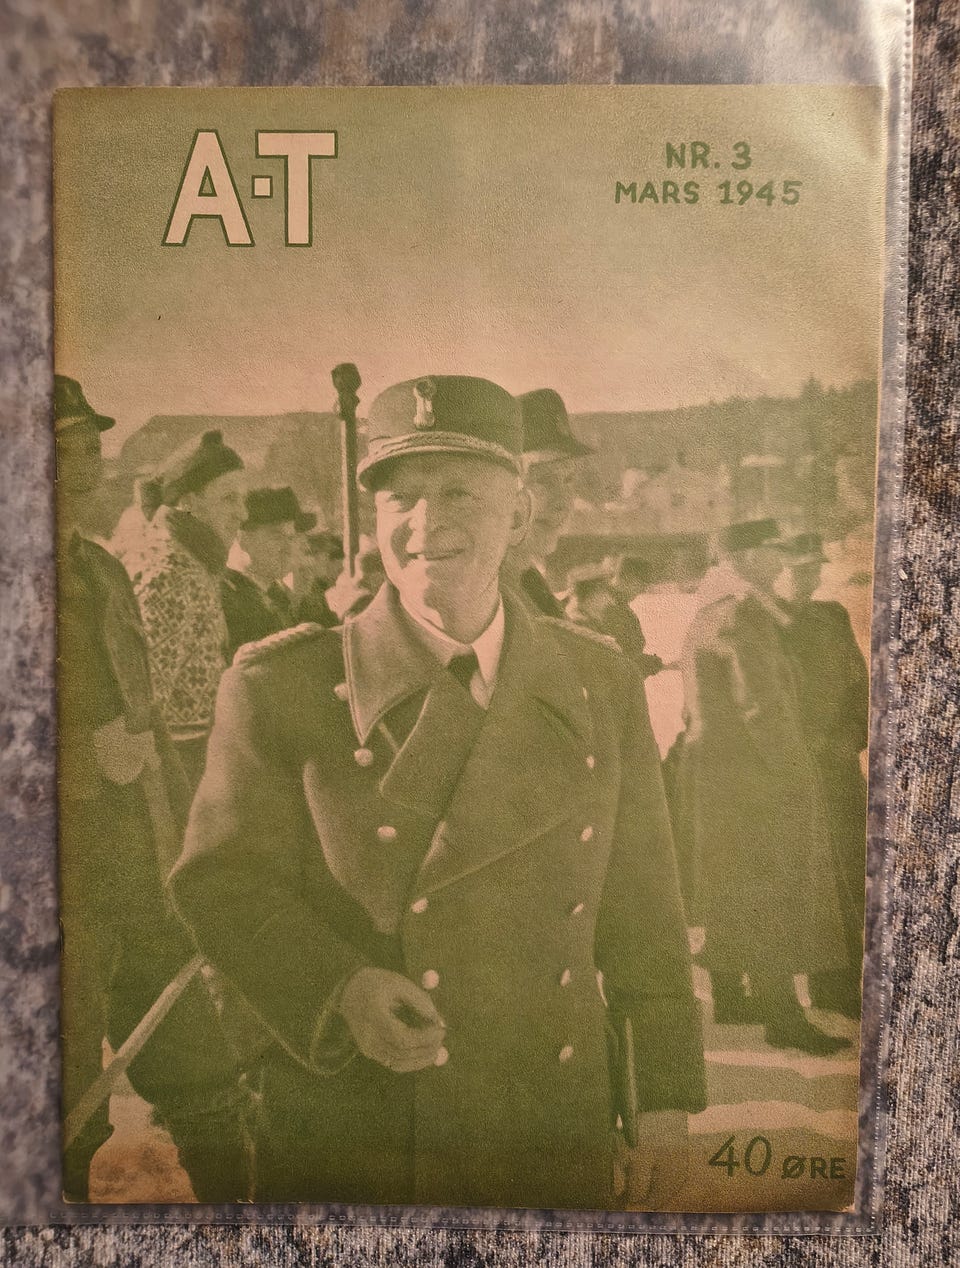 A·T
NR. 3
MARS 1945
40 ØRE